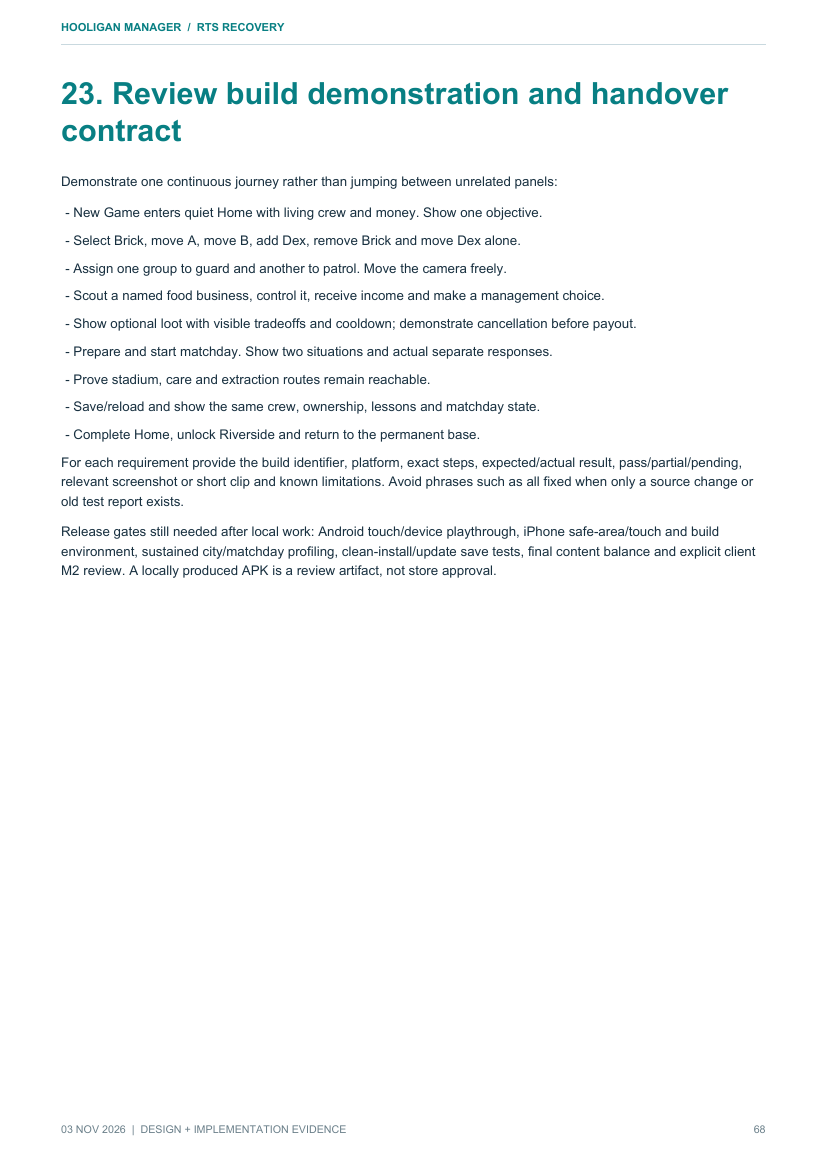 HOOLIGAN MANAGER / RTS RECOVERY
23. Review build demonstration and handover
contract
Demonstrate one continuous journey rather than jumping between unrelated panels:
- New Game enters quiet Home with living crew and money. Show one objective.
- Select Brick, move A, move B, add Dex, remove Brick and move Dex alone.
- Assign one group to guard and another to patrol. Move the camera freely.
- Scout a named food business, control it, receive income and make a management choice.
- Show optional loot with visible tradeoffs and cooldown; demonstrate cancellation before payout.
- Prepare and start matchday. Show two situations and actual separate responses.
- Prove stadium, care and extraction routes remain reachable.
- Save/reload and show the same crew, ownership, lessons and matchday state.
- Complete Home, unlock Riverside and return to the permanent base.
For each requirement provide the build identifier, platform, exact steps, expected/actual result, pass/partial/pending,
relevant screenshot or short clip and known limitations. Avoid phrases such as all fixed when only a source change or
old test report exists.
Release gates still needed after local work: Android touch/device playthrough, iPhone safe-area/touch and build
environment, sustained city/matchday profiling, clean-install/update save tests, final content balance and explicit client
M2 review. A locally produced APK is a review artifact, not store approval.
03 NOV 2026 | DESIGN + IMPLEMENTATION EVIDENCE
68